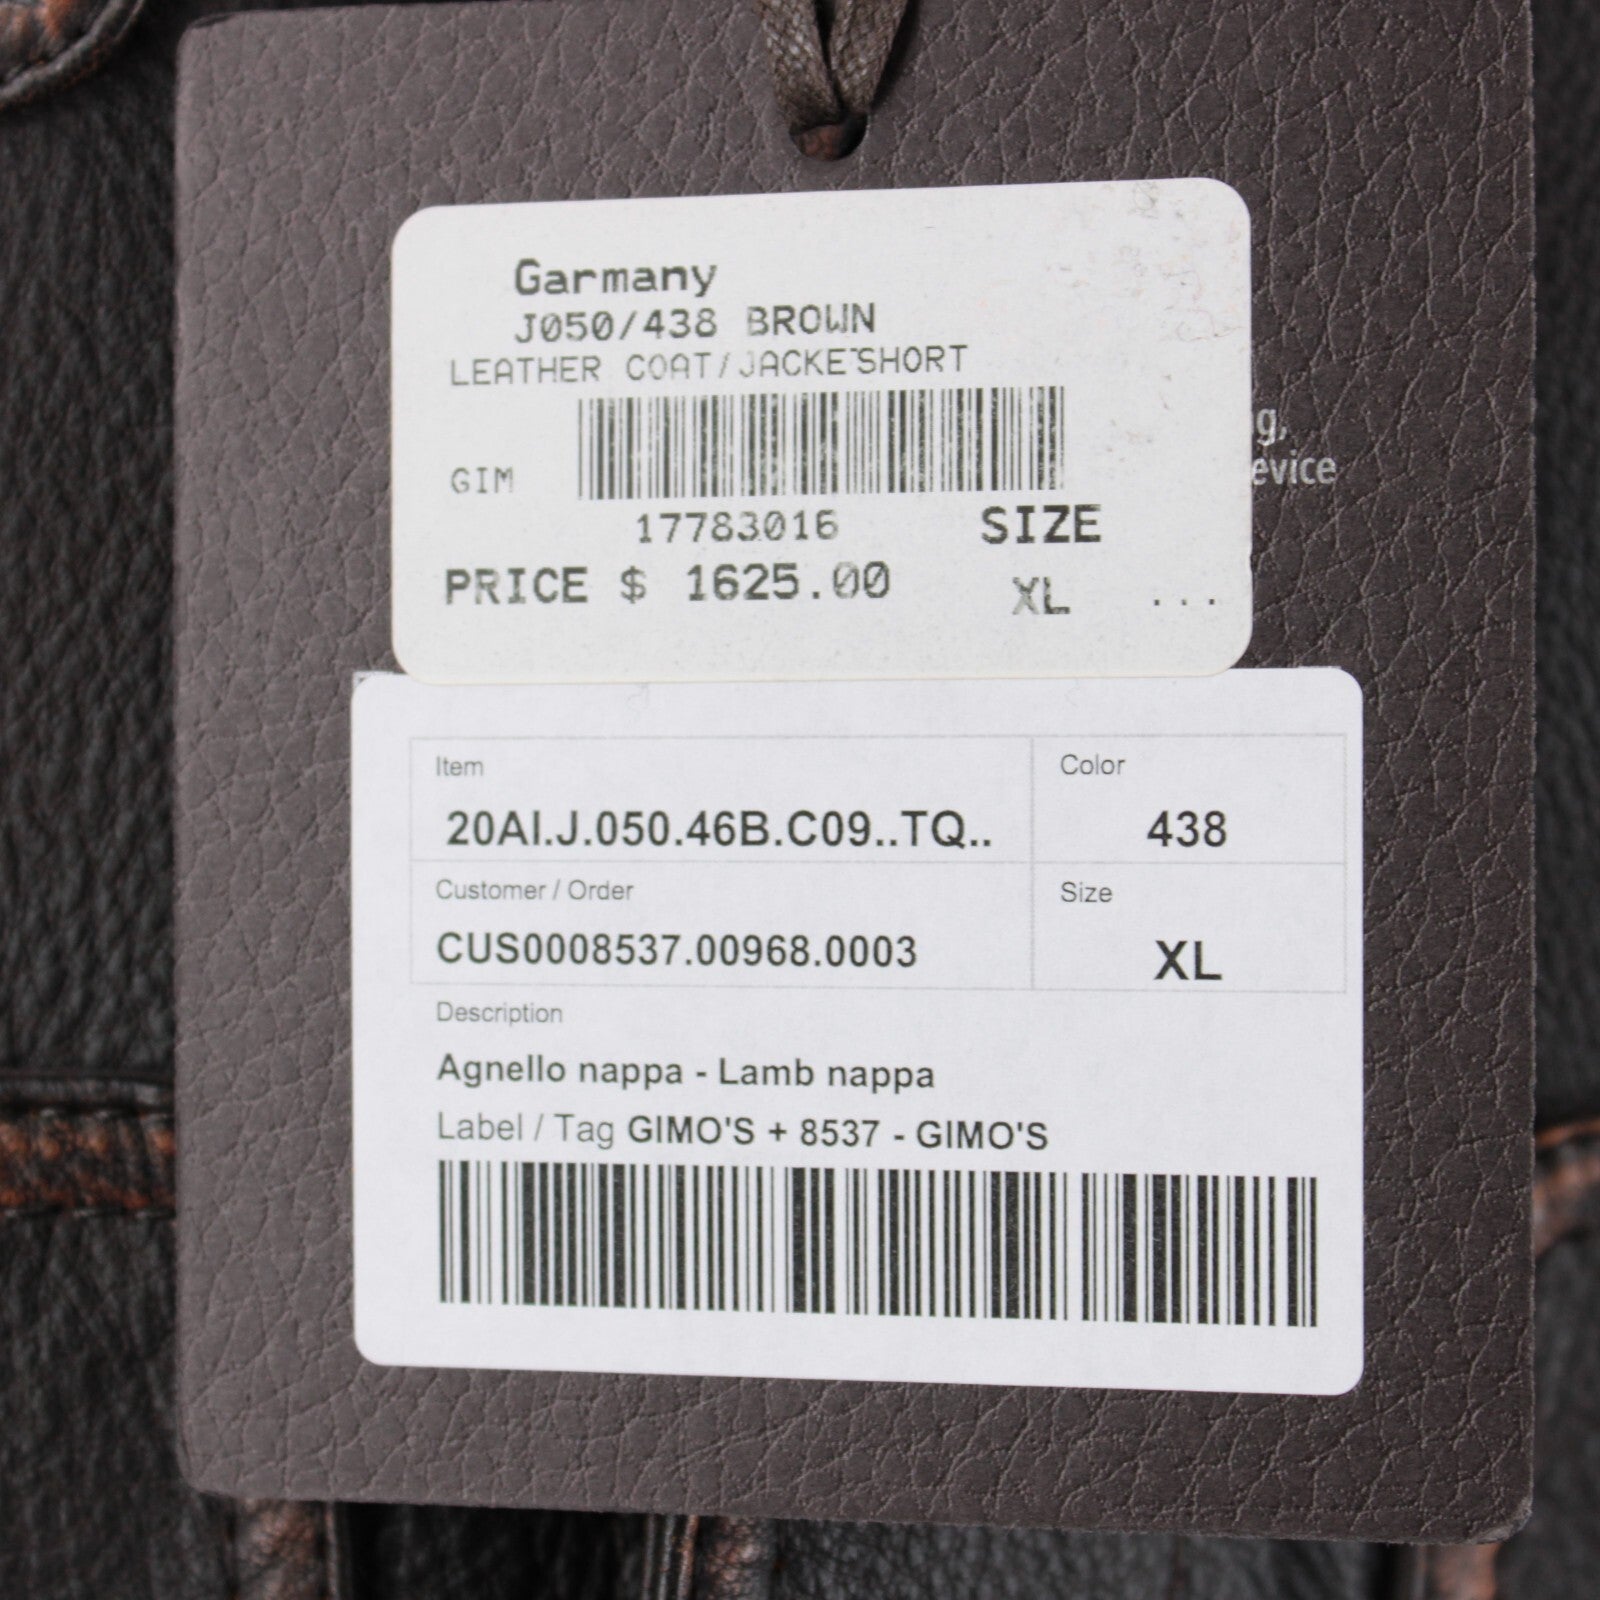 Garmany
J050/438 BROWN
LEATHER COAT/JACKETSHORT
g,
evice
GIM
17783016 SIZE
PRICE $ 1625.00 XL ...
Item Color
20AI.J.050.46B.C09..TQ.. 438
Customer / Order Size
CUS0008537.00968.0003 XL
Description
Agnello nappa - Lamb nappa
Label / Tag GIMO'S + 8537 - GIMO'S